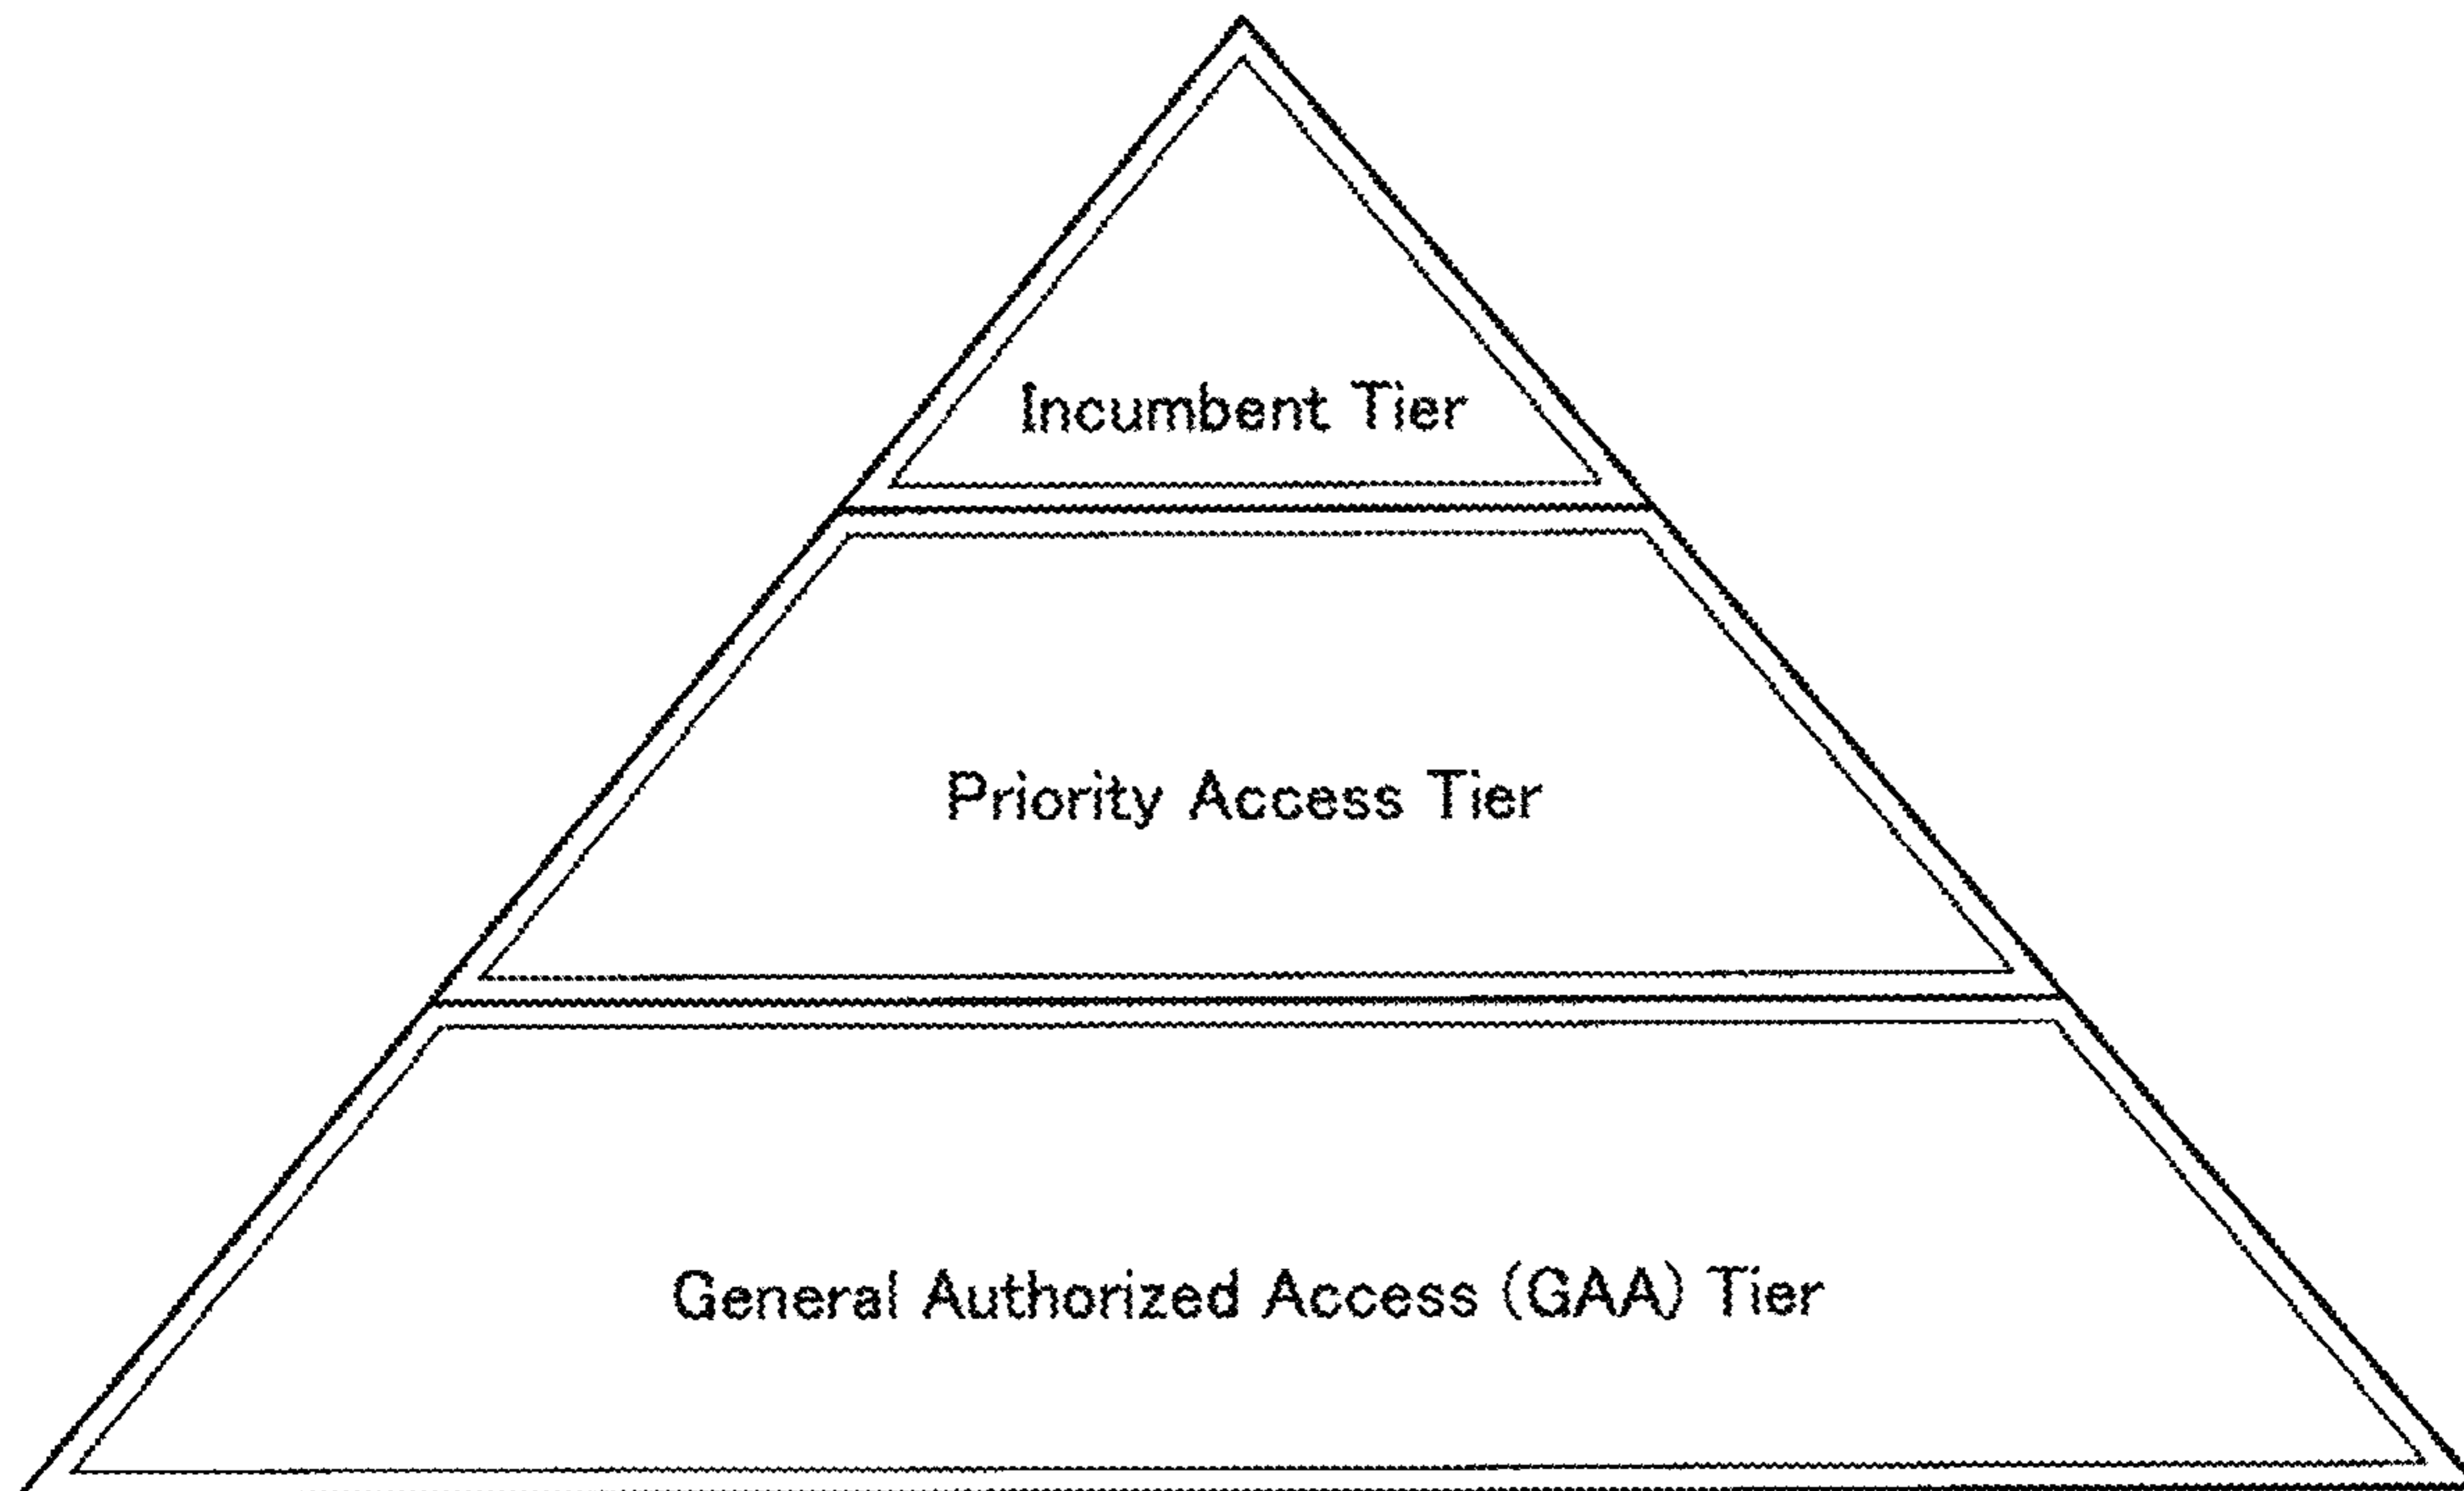 Incumbent Tier
Priority Access Tier
General Authorized Access (GAA) Tier